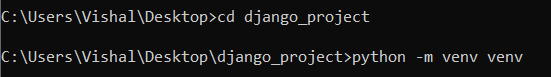 C:\Users\Vishal\Desktop>cd django_project
C:\Users\Vishal\Desktop\django_project>python -m venv venv